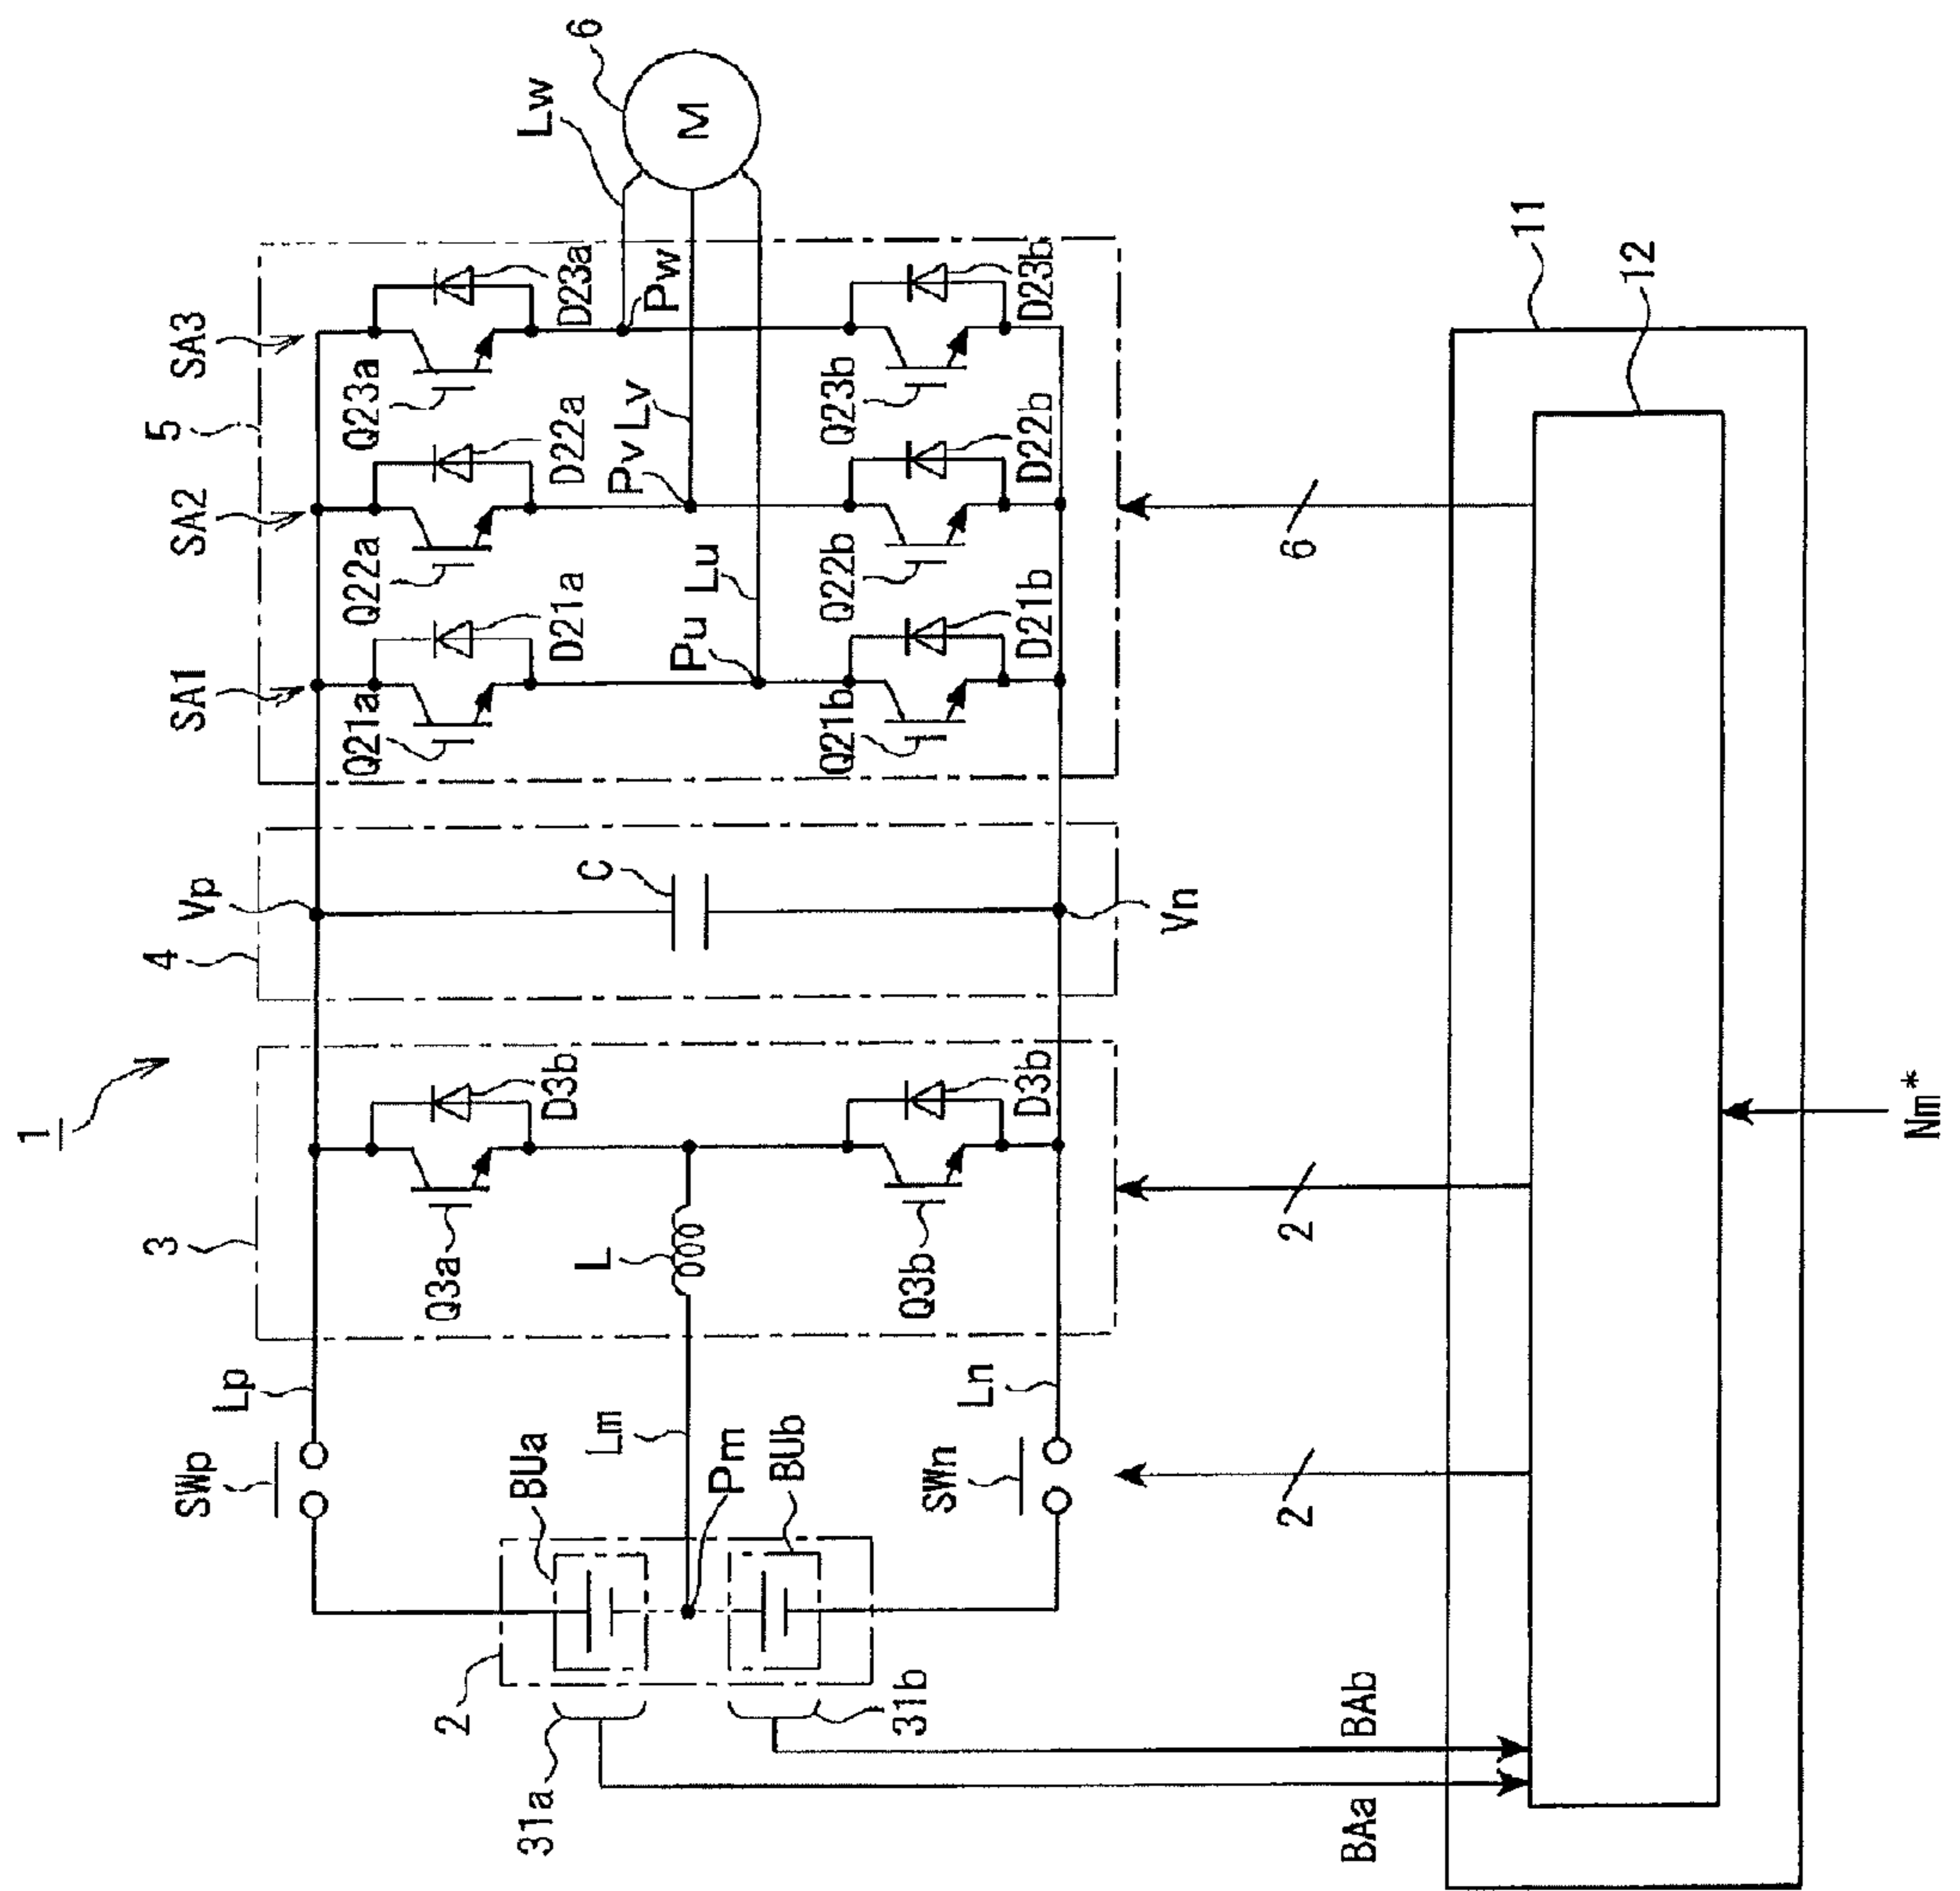 1
SWp
Lp
3
4
Vp
SA1
5
SA2
SA3
Q3a
D3b
Q21a
D21a
Q22a
D22a
Q23a
D23a
2
BUa
Lm
L
C
Pu
Lu
Pv
Lv
Pw
Lw
6
M
31a
Pm
BUb
31b
SWn
Ln
Q3b
D3b
Vn
Q21b
D21b
Q22b
D22b
Q23b
D23b
BAa
BAb
2
2
6
11
12
Nm*